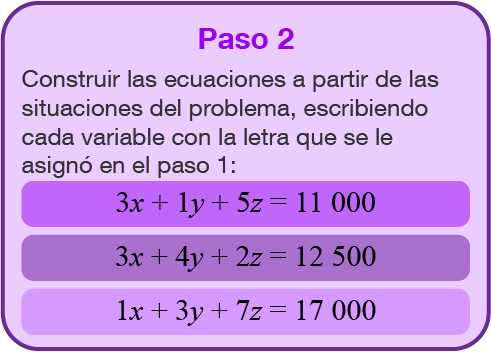 Paso 2
Construir las ecuaciones a partir de las
situaciones del problema, escribiendo
cada variable con la letra que se le
asignó en el paso 1:
3x + 1y + 5z = 11 000
3x + 4y + 2z = 12 500
1x + 3y + 7z = 17 000